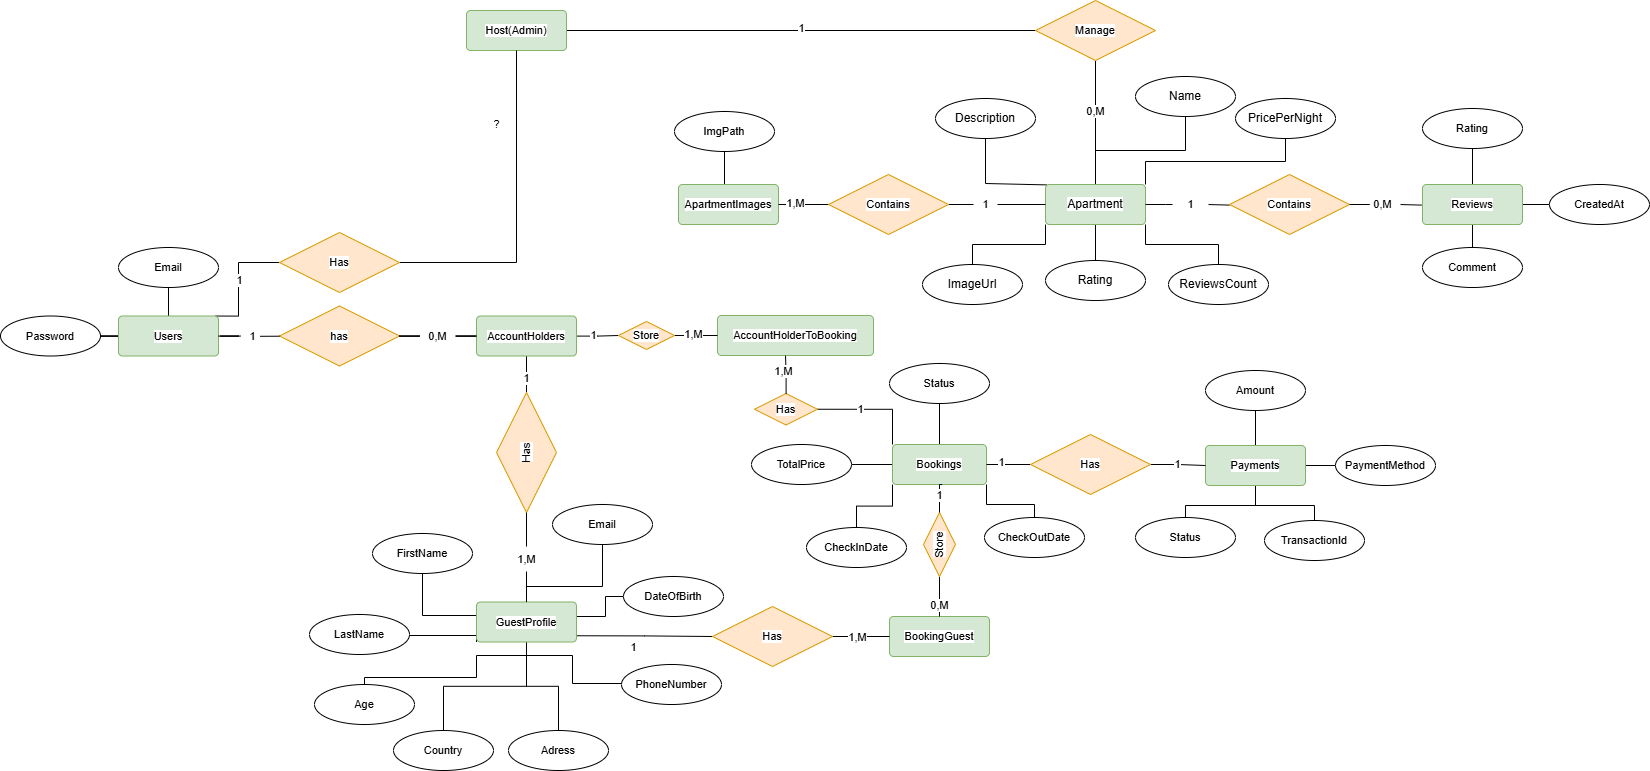 Host(Admin)
1
Manage
?
0,M
Name
Description
PricePerNight
ImgPath
Rating
ApartmentImages
1,M
Contains
1
Apartment
1
Contains
0,M
Reviews
CreatedAt
Email
Has
1
ImageUrl
Rating
ReviewsCount
Comment
Password
Users
1
has
0,M
AccountHolders
1
Store
1,M
AccountHolderToBooking
1
1,M
Has
1
Status
Amount
Has
TotalPrice
Bookings
1
Has
1
Payments
PaymentMethod
1
CheckInDate
Store
CheckOutDate
Status
TransactionId
FirstName
Email
1,M
DateOfBirth
0,M
LastName
GuestProfile
1
Has
1,M
BookingGuest
Age
PhoneNumber
Country
Adress